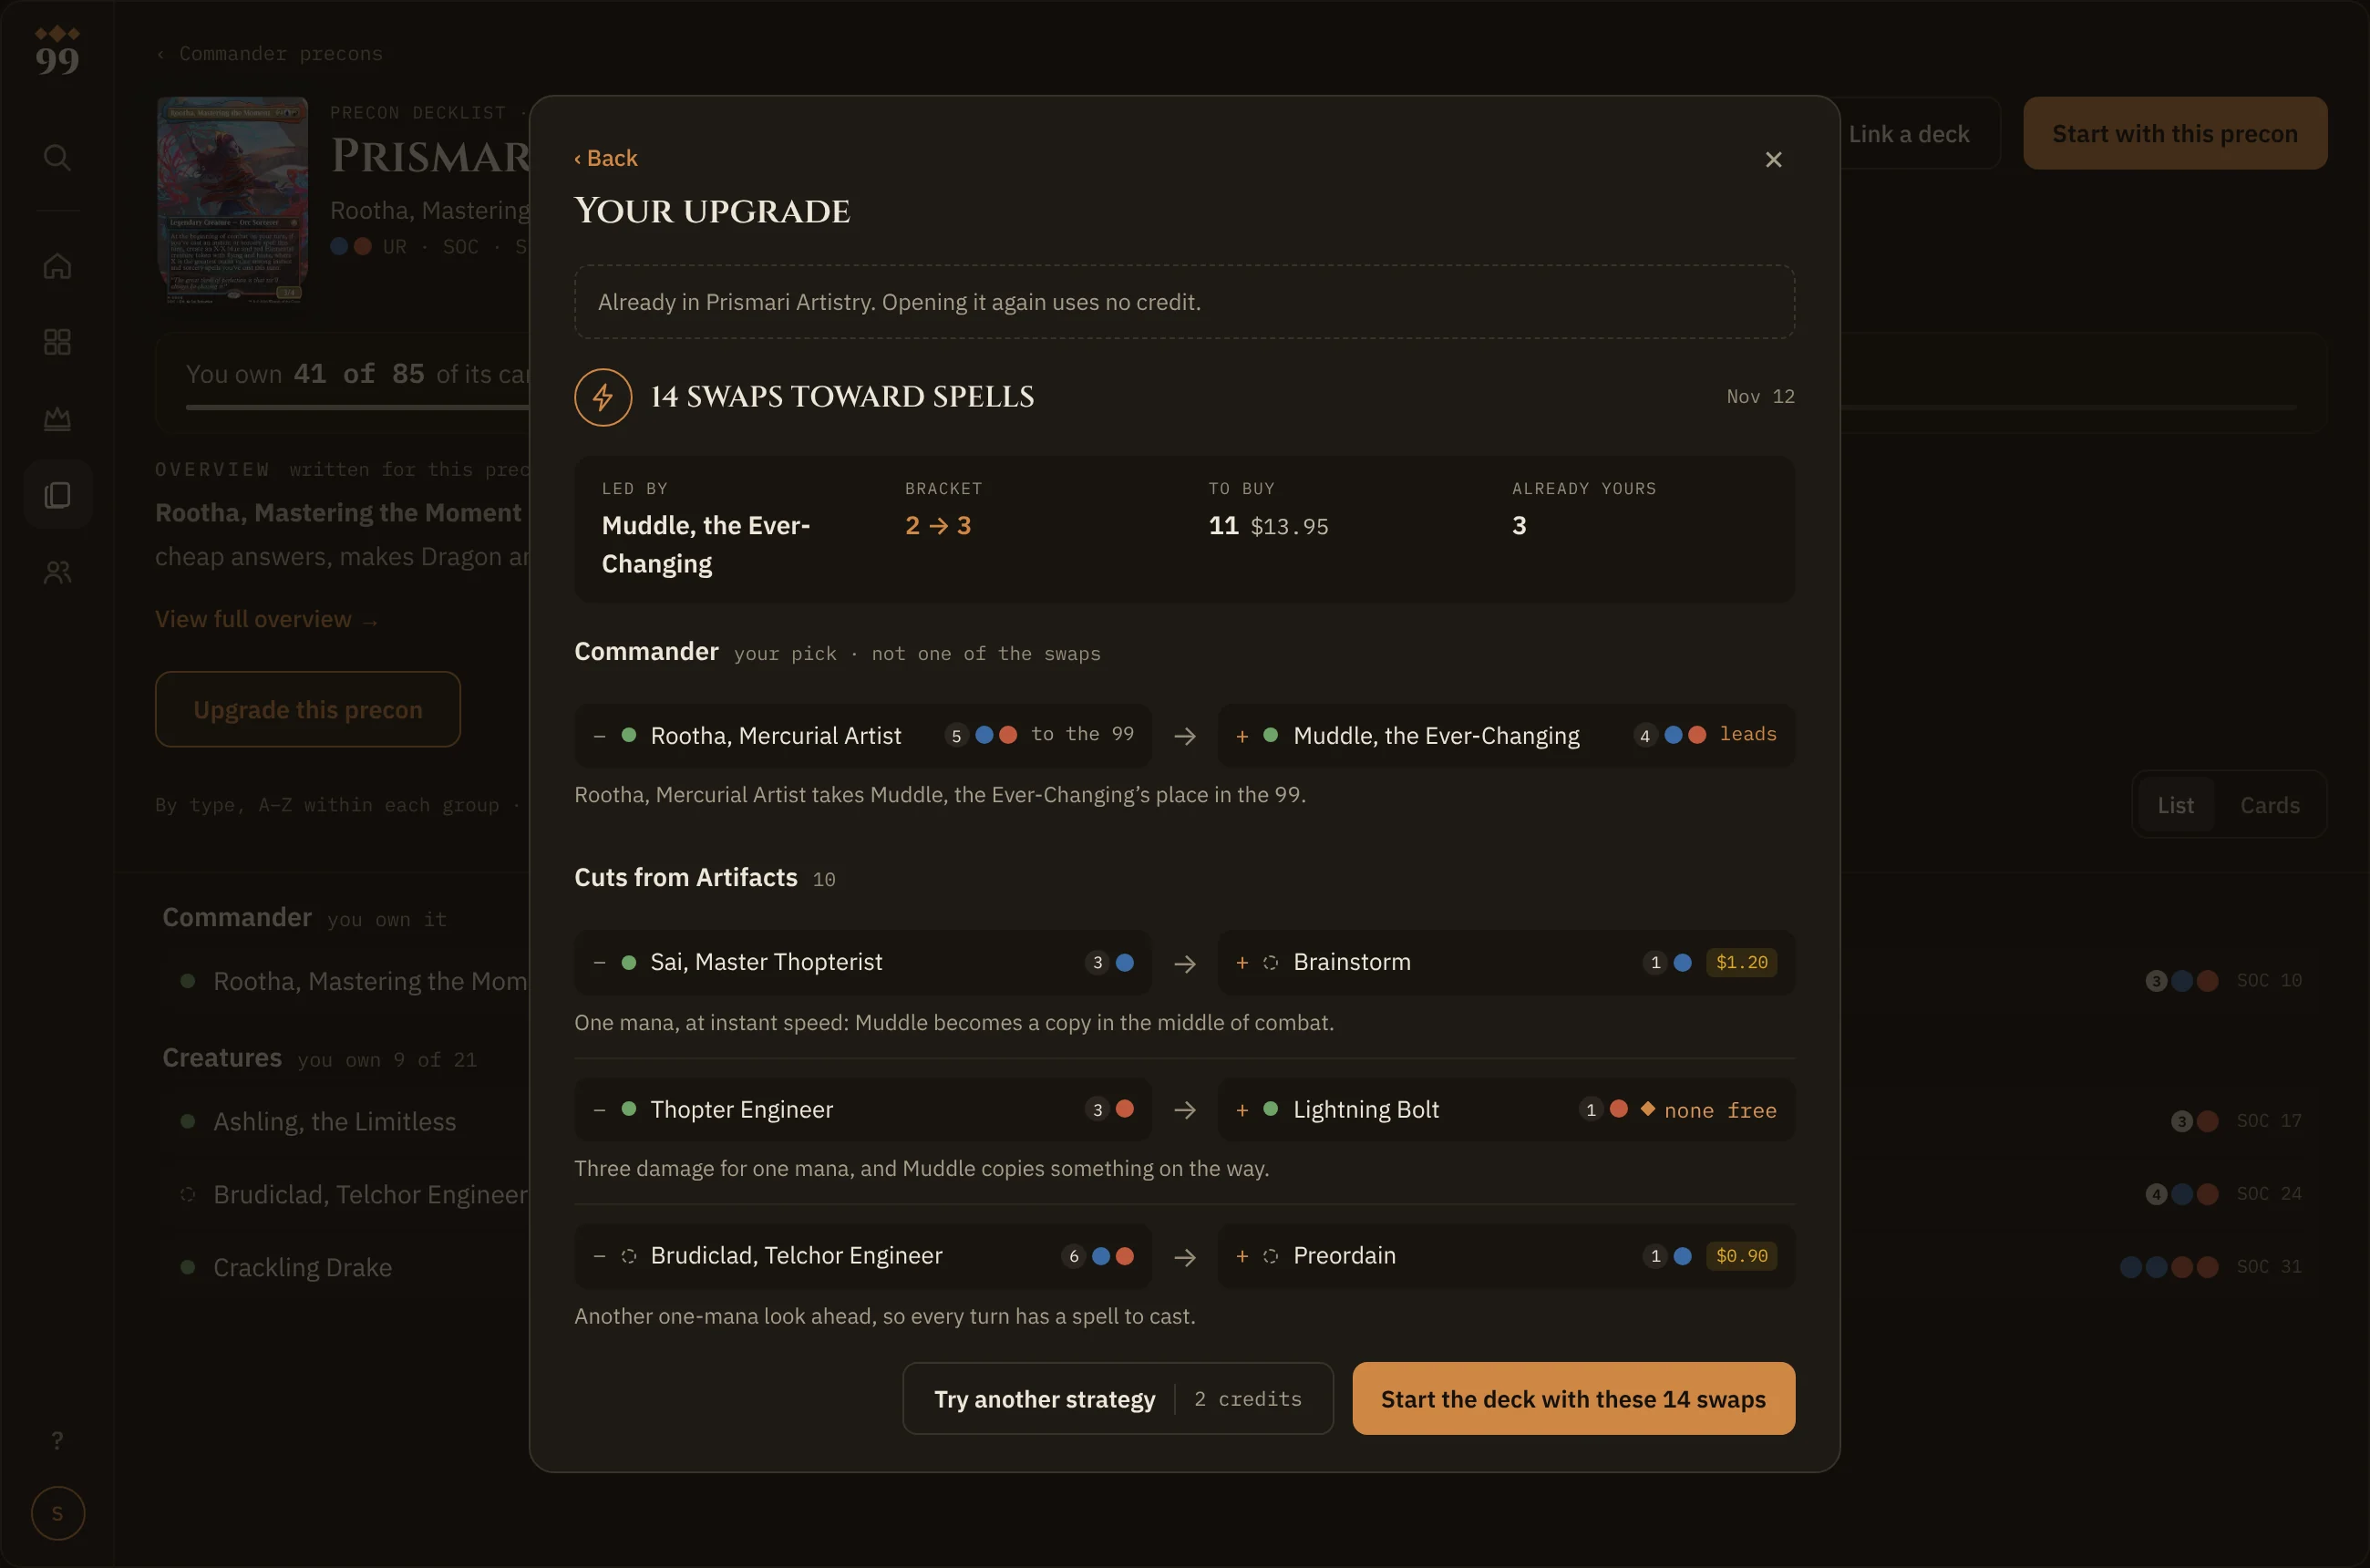 99
‹ Commander precons
PRECON DECKLIST ·
PRISMAR
Rootha, Mastering
UR · SOC · S
Link a deck
Start with this precon
You own 41 of 85 of its car
OVERVIEW written for this prec
Rootha, Mastering the Moment
cheap answers, makes Dragon ar
View full overview →
Upgrade this precon
By type, A–Z within each group ·
List
Cards
Commander you own it
Rootha, Mastering the Mom
3
SOC 10
Creatures you own 9 of 21
Ashling, the Limitless
3
SOC 17
Brudiclad, Telchor Engineer
4
SOC 24
Crackling Drake
SOC 31
?
S
‹ Back
×
YOUR UPGRADE
Already in Prismari Artistry. Opening it again uses no credit.
14 SWAPS TOWARD SPELLS
Nov 12
LED BY
Muddle, the Ever-
Changing
BRACKET
2 → 3
TO BUY
11 $13.95
ALREADY YOURS
3
Commander your pick · not one of the swaps
– Rootha, Mercurial Artist 5 to the 99 → + Muddle, the Ever-Changing 4 leads
Rootha, Mercurial Artist takes Muddle, the Ever-Changing’s place in the 99.
Cuts from Artifacts 10
– Sai, Master Thopterist 3 → + Brainstorm 1 $1.20
One mana, at instant speed: Muddle becomes a copy in the middle of combat.
– Thopter Engineer 3 → + Lightning Bolt 1 ◆ none free
Three damage for one mana, and Muddle copies something on the way.
– Brudiclad, Telchor Engineer 6 → + Preordain 1 $0.90
Another one-mana look ahead, so every turn has a spell to cast.
Try another strategy | 2 credits
Start the deck with these 14 swaps